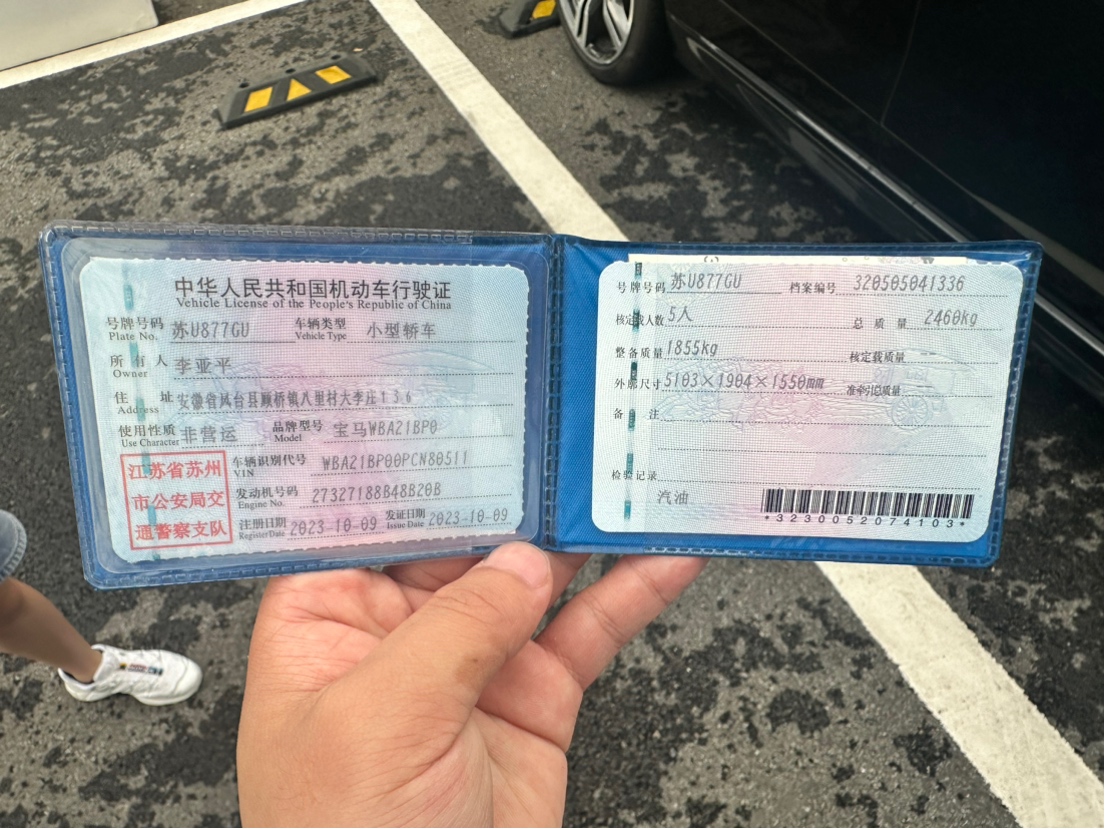 中华人民共和国机动车行驶证
Vehicle License of the People's Republic of China
号牌号码 苏U877GU 车辆类型 小型轿车
Plate No. Vehicle Type
所有人 李亚平
Owner
住址 安徽省凤台县顾桥镇八里村大李庄136
Address
使用性质 非营运 品牌型号 宝马WBA21BP0
Use Character Model
江苏省苏州
市公安局交
通警察支队
车辆识别代号 WBA21BP00PCN80511
VIN
发动机号码 27327188B48B20B
Engine No.
注册日期 2023-10-09 发证日期 2023-10-09
Register Date Issue Date
号牌号码 苏U877GU 档案编号 320505041336
核定载人数 5人 总质量 2460kg
整备质量 1855kg 核定载质量 --
外廓尺寸 5103×1904×1550mm 准牵引总质量 --
备注
检验记录
汽油
*3230052074103*